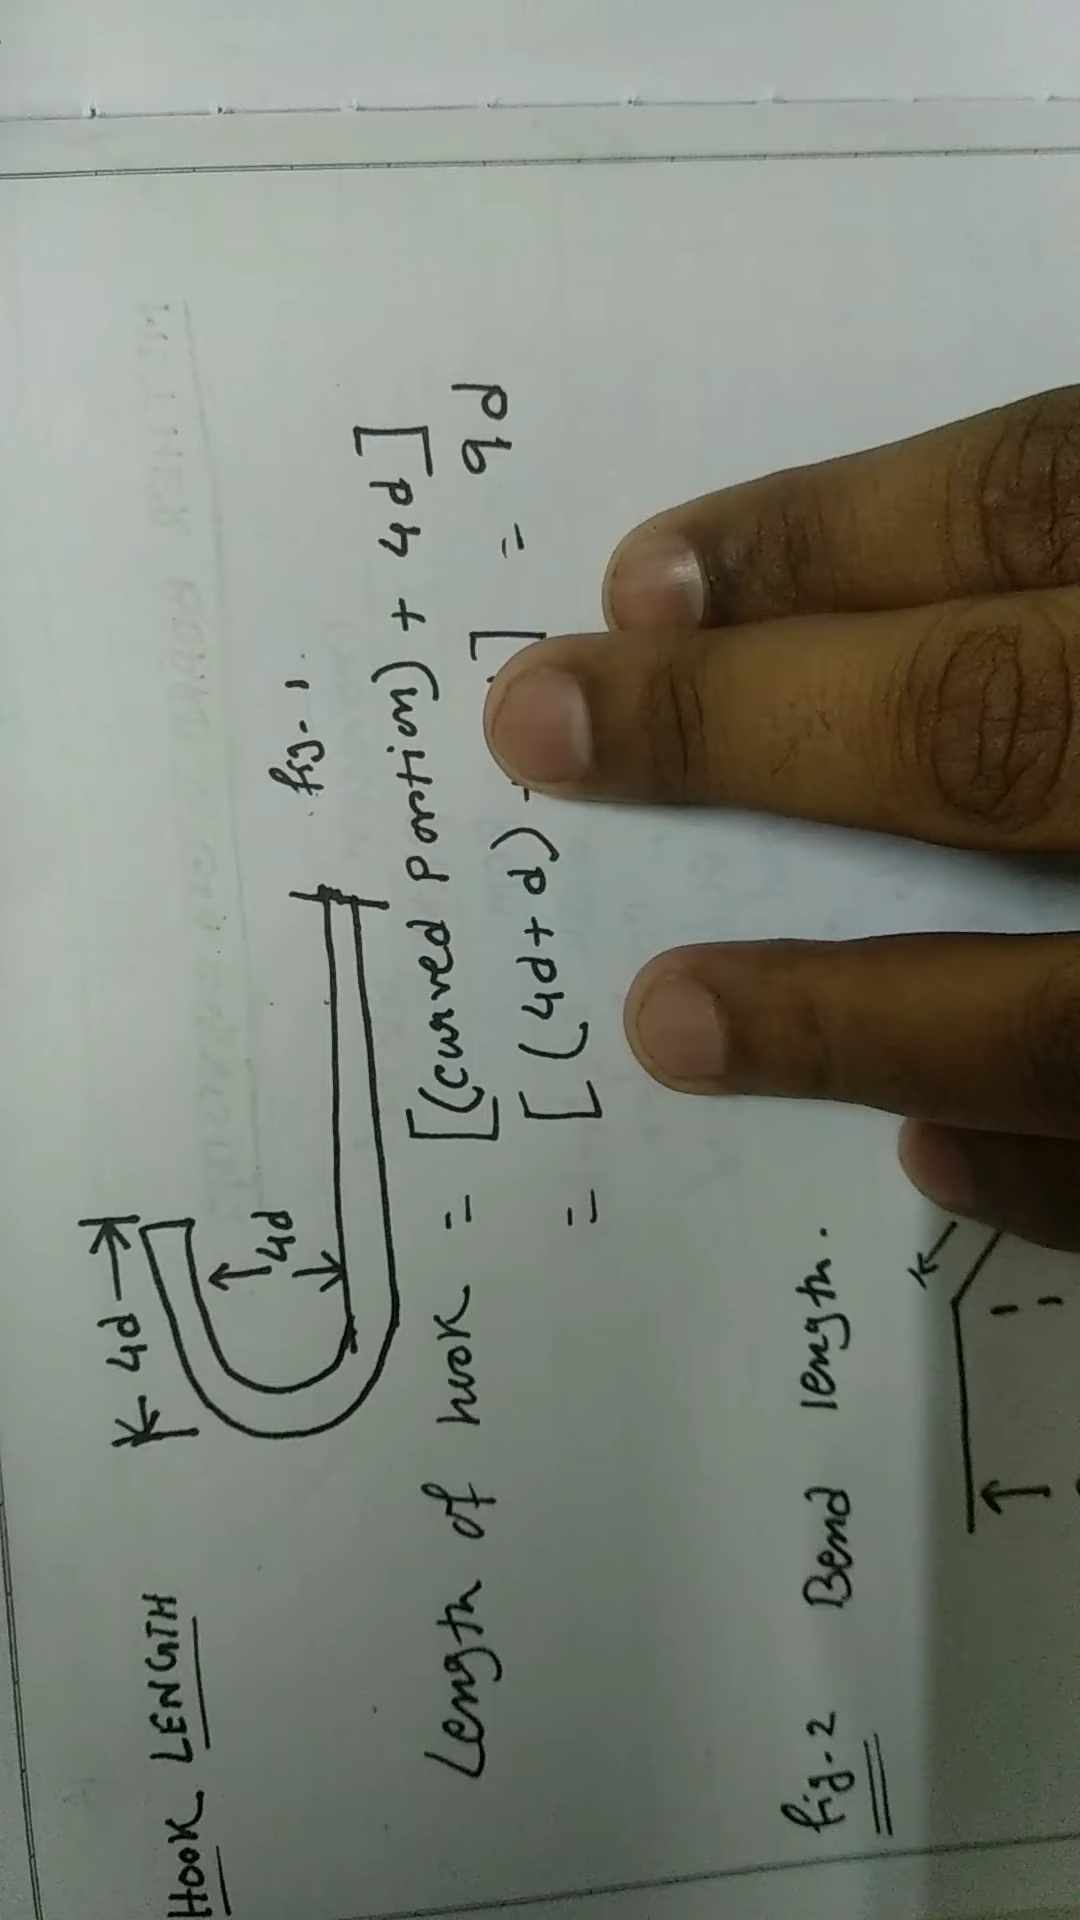 HOOK LENGTH
4d
4d
fig-1.
Length of hook = [(curved portion) + 4d]
= [(4d+d) ] = 9d
fig-2 Bend length.